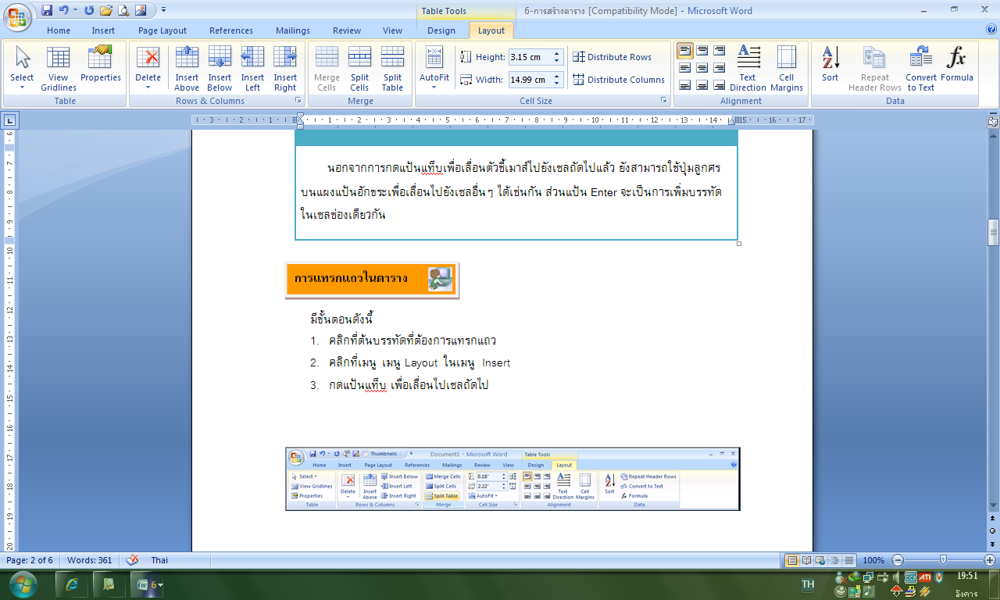 Table Tools
6-การสร้างตาราง [Compatibility Mode] - Microsoft Word
Home Insert Page Layout References Mailings Review View Design Layout
Select
View Gridlines
Properties
Table
Delete
Insert Above
Insert Below
Insert Left
Insert Right
Rows & Columns
Merge Cells
Split Cells
Split Table
Merge
AutoFit
Height: 3.15 cm
Width: 14.99 cm
Distribute Rows
Distribute Columns
Cell Size
Text Direction
Cell Margins
Alignment
Sort
Repeat Header Rows
Convert to Text
Formula
Data
3 2 1 1 2 3 4 5 6 7 8 9 10 11 12 13 14 15 16 17
6 7 8 9 10 11 12 13 14 15 16 17 18 19 20
นอกจากการกดแป้นแท็บเพื่อเลื่อนตัวชี้เมาส์ไปยังเซลถัดไปแล้ว ยังสามารถใช้ปุ่มลูกศร
บนแผงแป้นอักขระเพื่อเลื่อนไปยังเซลอื่นๆ ได้เช่นกัน ส่วนแป้น Enter จะเป็นการเพิ่มบรรทัด
ในเซลช่องเดียวกัน
การแทรกแถวในตาราง
มีขั้นตอนดังนี้
1. คลิกที่ต้นบรรทัดที่ต้องการแทรกแถว
2. คลิกที่เมนู เมนู Layout ในเมนู Insert
3. กดแป้นแท็บ เพื่อเลื่อนไปเซลถัดไป
Thumbnails
Document1 - Microsoft Word
Table Tools
Home Insert Page Layout References Mailings Review View Design Layout
Select
View Gridlines
Properties
Table
Delete
Insert Above
Insert Below
Insert Left
Insert Right
Rows & Columns
Merge Cells
Split Cells
Split Table
Merge
0.18"
2.22"
AutoFit
Cell Size
Text Direction
Cell Margins
Alignment
Sort
Repeat Header Rows
Convert to Text
Formula
Data
Page: 2 of 6 Words: 361 Thai 100%
6 TH CCB ATI 19:51
อังคาร